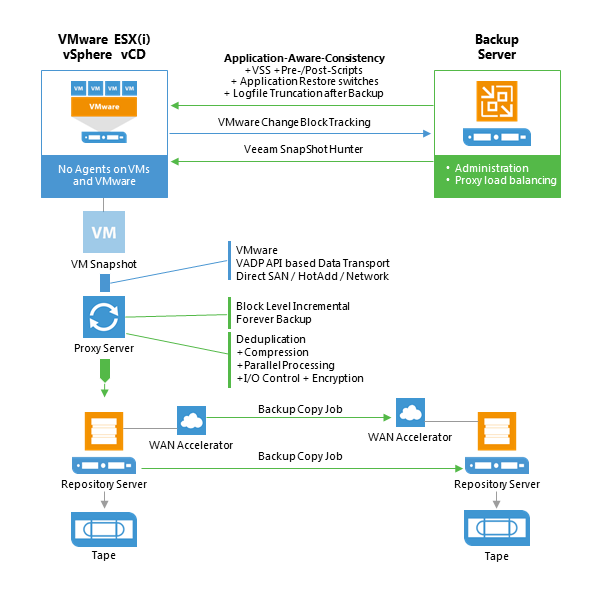 VMware ESX(i)
vSphere vCD
Backup
Server
Application-Aware-Consistency
+VSS +Pre-/Post-Scripts
+ Application Restore switches
+ Logfile Truncation after Backup
VM VM VM VM
VMware
VMware Change Block Tracking
Veeam SnapShot Hunter
No Agents on VMs
and VMware
• Administration
• Proxy load balancing
VM
VM Snapshot
VMware
VADP API based Data Transport
Direct SAN / HotAdd / Network
Block Level Incremental
Forever Backup
Proxy Server
Deduplication
+Compression
+Parallel Processing
+I/O Control + Encryption
Backup Copy Job
WAN Accelerator
WAN Accelerator
Backup Copy Job
Repository Server
Repository Server
Tape
Tape